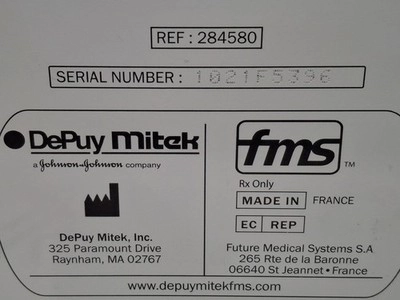 REF: 284580
SERIAL NUMBER: 1021F5396
DePuy Mitek
a Johnson & Johnson company
fms™
Rx Only
MADE IN FRANCE
EC REP
DePuy Mitek, Inc.
325 Paramount Drive
Raynham, MA 02767
Future Medical Systems S.A
265 Rte de la Baronne
06640 St Jeannet • France
www.depuymitekfms.com